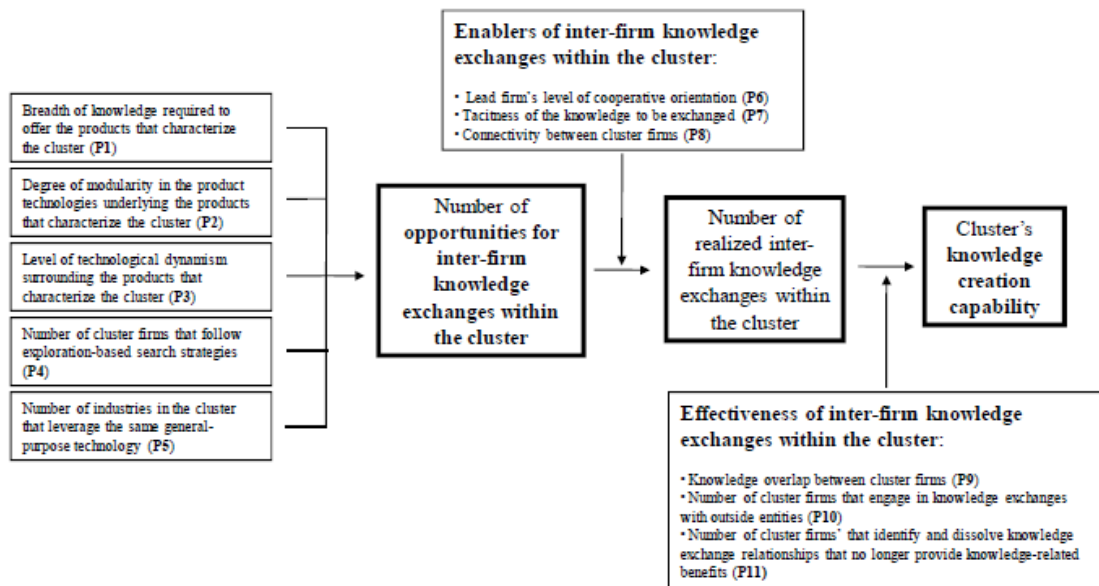 Enablers of inter-firm knowledge
exchanges within the cluster:
• Lead firm's level of cooperative orientation (P6)
• Tacitness of the knowledge to be exchanged (P7)
• Connectivity between cluster firms (P8)
Breadth of knowledge required to
offer the products that characterize
the cluster (P1)
Degree of modularity in the product
technologies underlying the products
that characterize the cluster (P2)
Level of technological dynamism
surrounding the products that
characterize the cluster (P3)
Number of cluster firms that follow
exploration-based search strategies
(P4)
Number of industries in the cluster
that leverage the same general-
purpose technology (P5)
Number of
opportunities for
inter-firm
knowledge
exchanges within
the cluster
Number of
realized inter-
firm knowledge
exchanges within
the cluster
Cluster's
knowledge
creation
capability
Effectiveness of inter-firm knowledge
exchanges within the cluster:
• Knowledge overlap between cluster firms (P9)
• Number of cluster firms that engage in knowledge exchanges
with outside entities (P10)
• Number of cluster firms' that identify and dissolve knowledge
exchange relationships that no longer provide knowledge-related
benefits (P11)